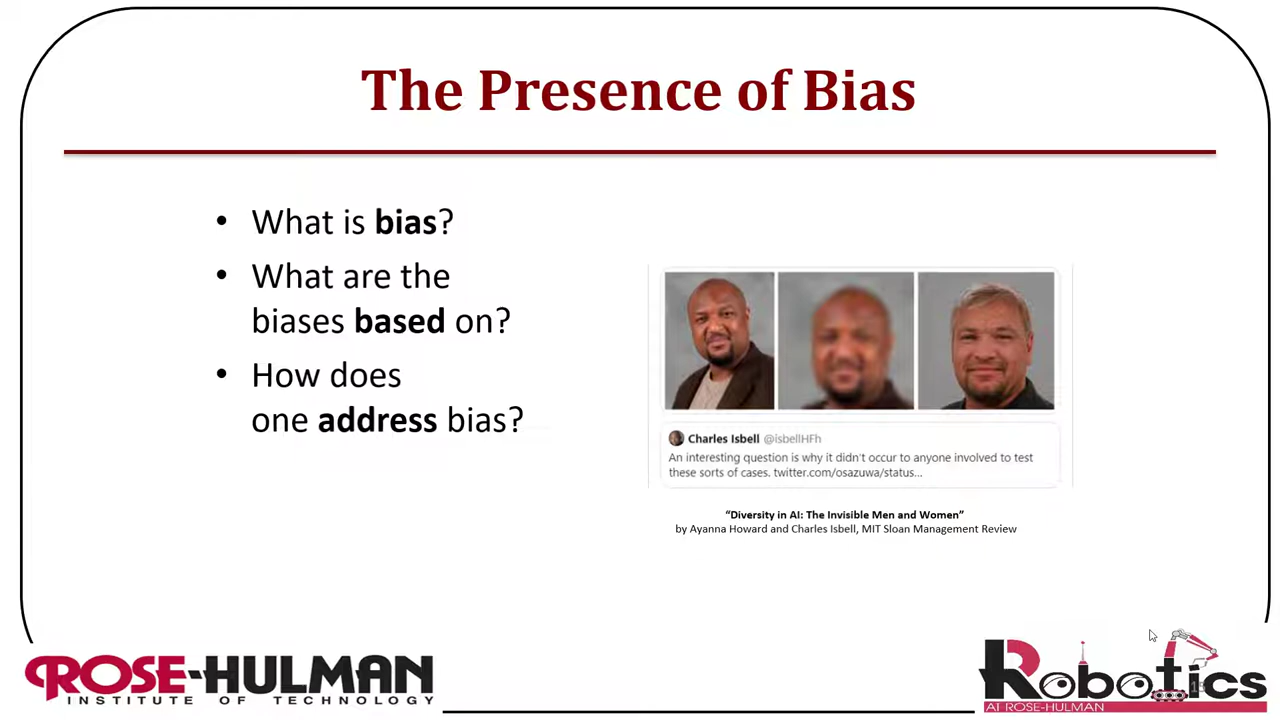 The Presence of Bias
• What is bias?
• What are the
biases based on?
• How does
one address bias?
Charles Isbell @isbellHFh
An interesting question is why it didn't occur to anyone involved to test
these sorts of cases. twitter.com/osazuwa/status...
“Diversity in AI: The Invisible Men and Women”
by Ayanna Howard and Charles Isbell, MIT Sloan Management Review
ROSE-HULMAN
INSTITUTE OF TECHNOLOGY
Robotics
AT ROSE-HULMAN